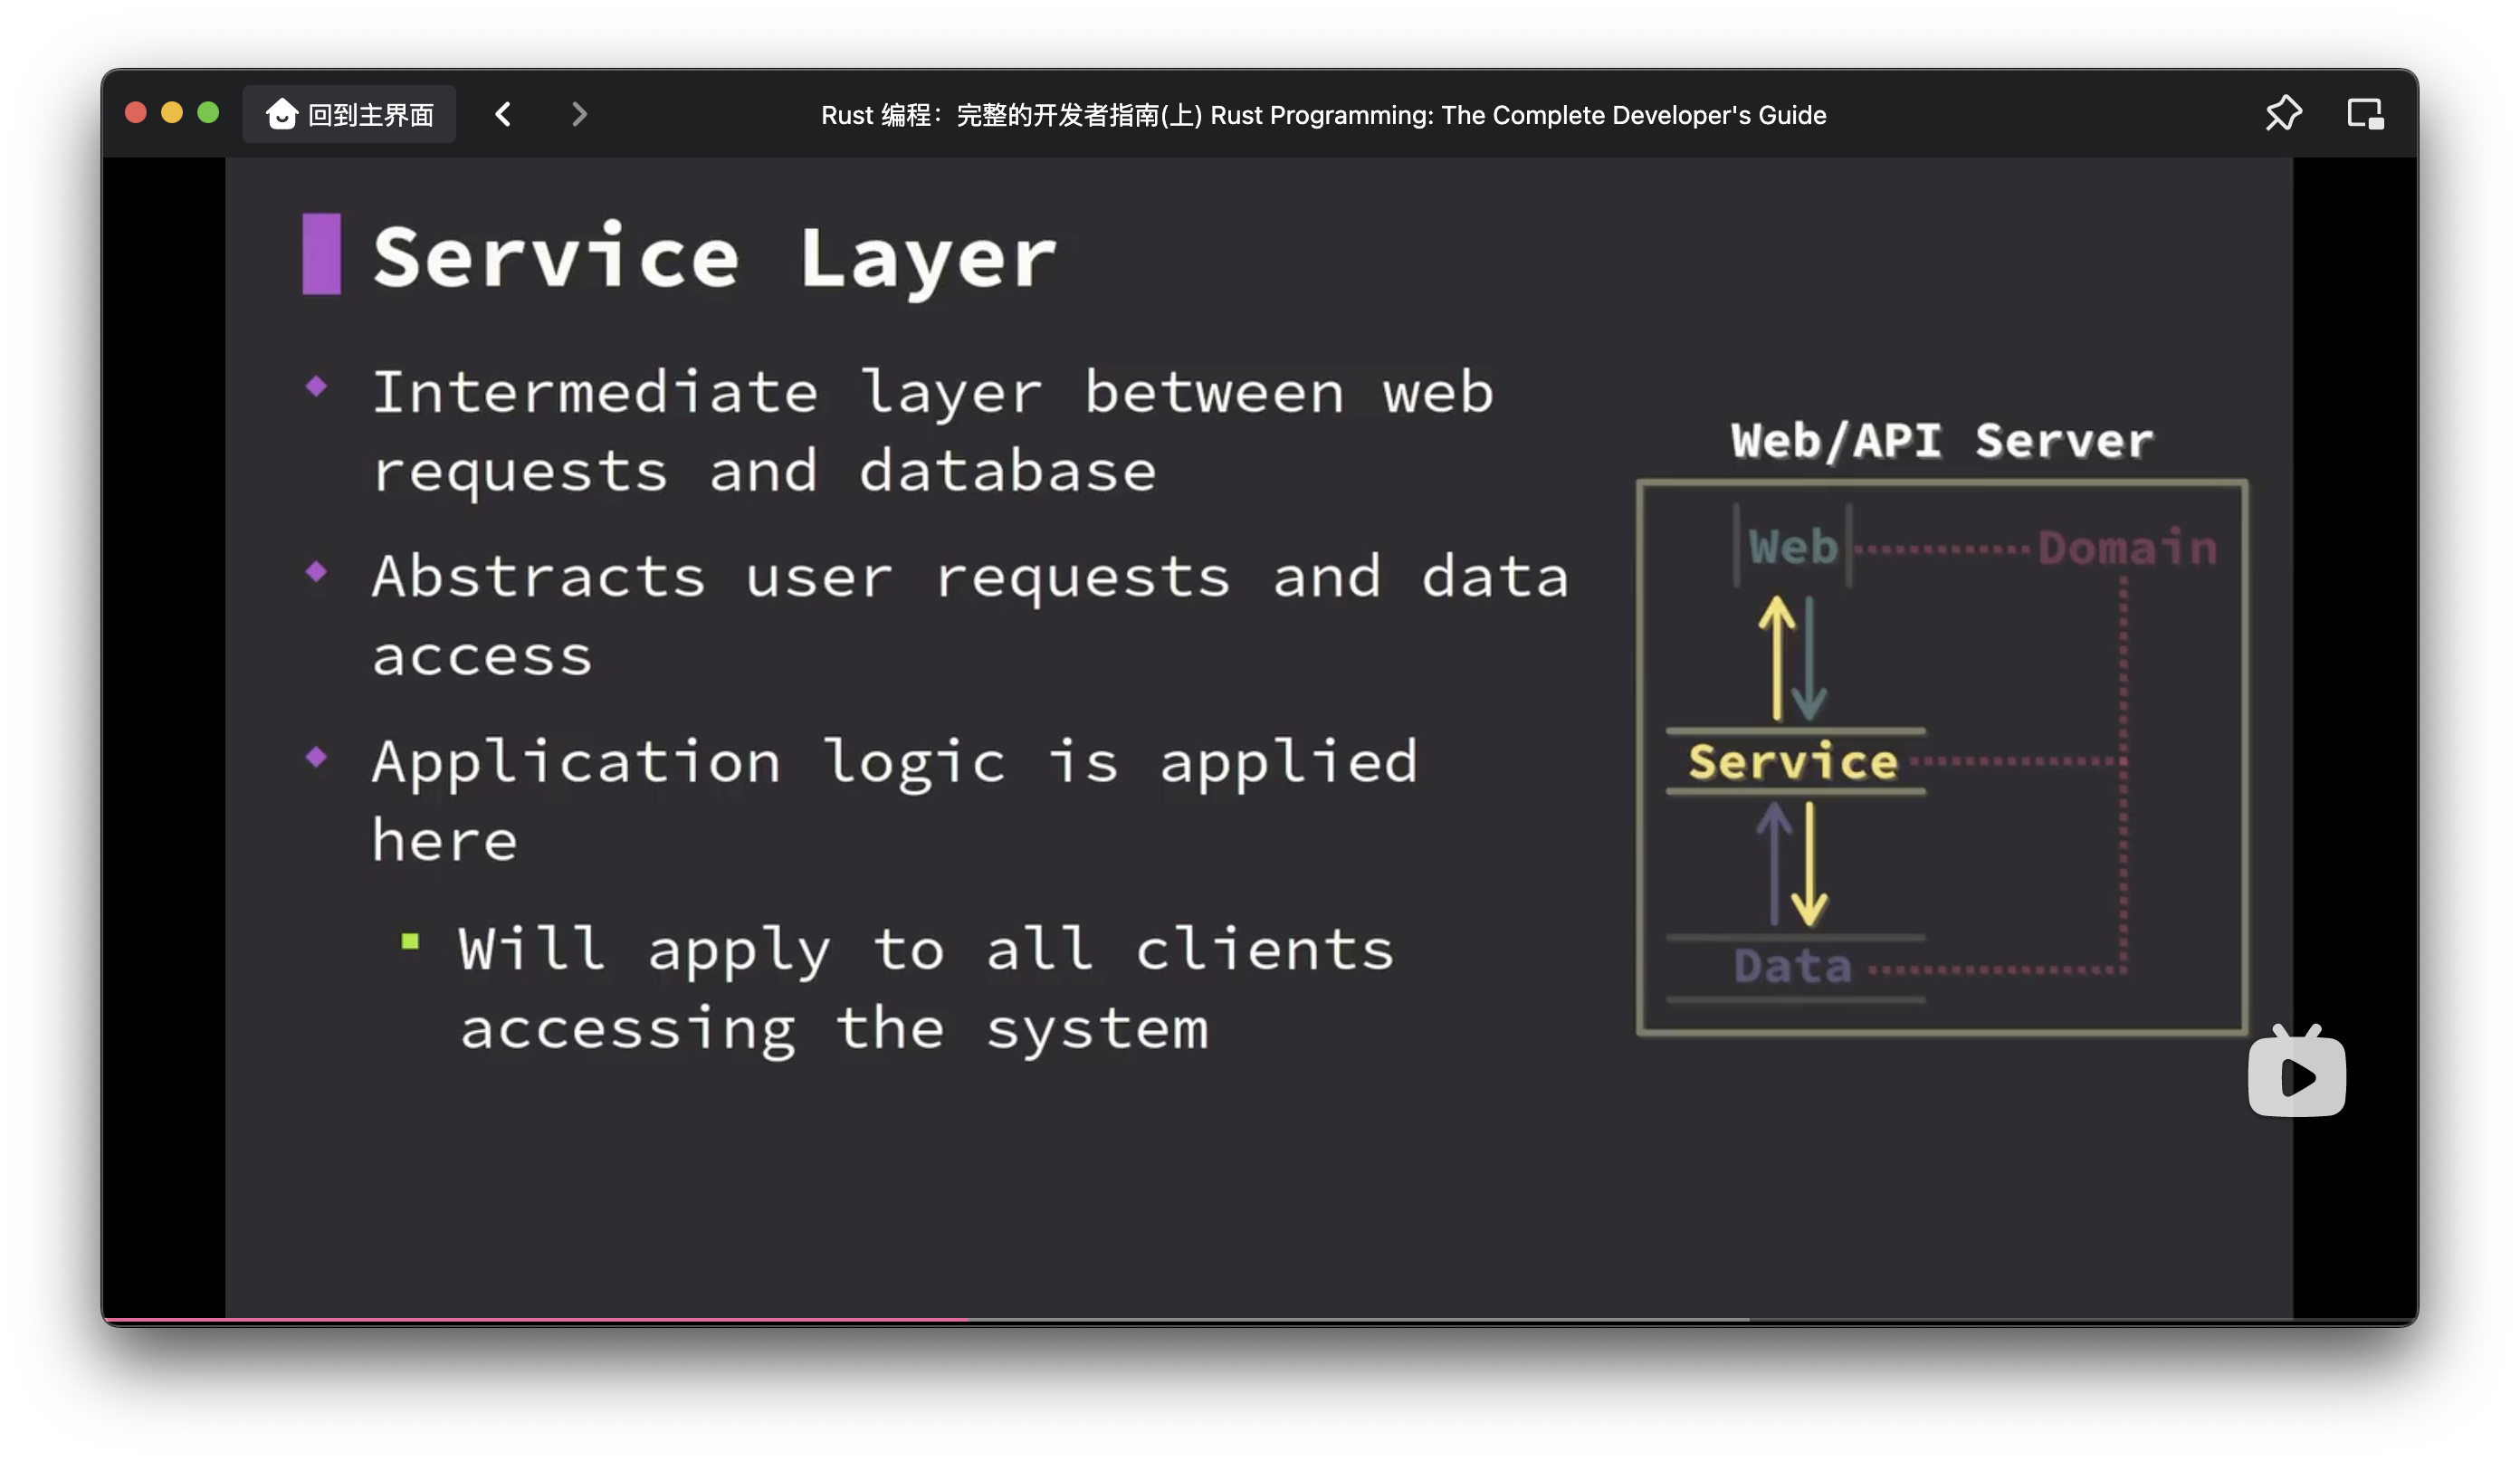 回到主界面
Rust 编程：完整的开发者指南(上) Rust Programming: The Complete Developer's Guide
Service Layer
Intermediate layer between web
requests and database
Abstracts user requests and data
access
Application logic is applied
here
Will apply to all clients
accessing the system
Web/API Server
Web
Domain
Service
Data